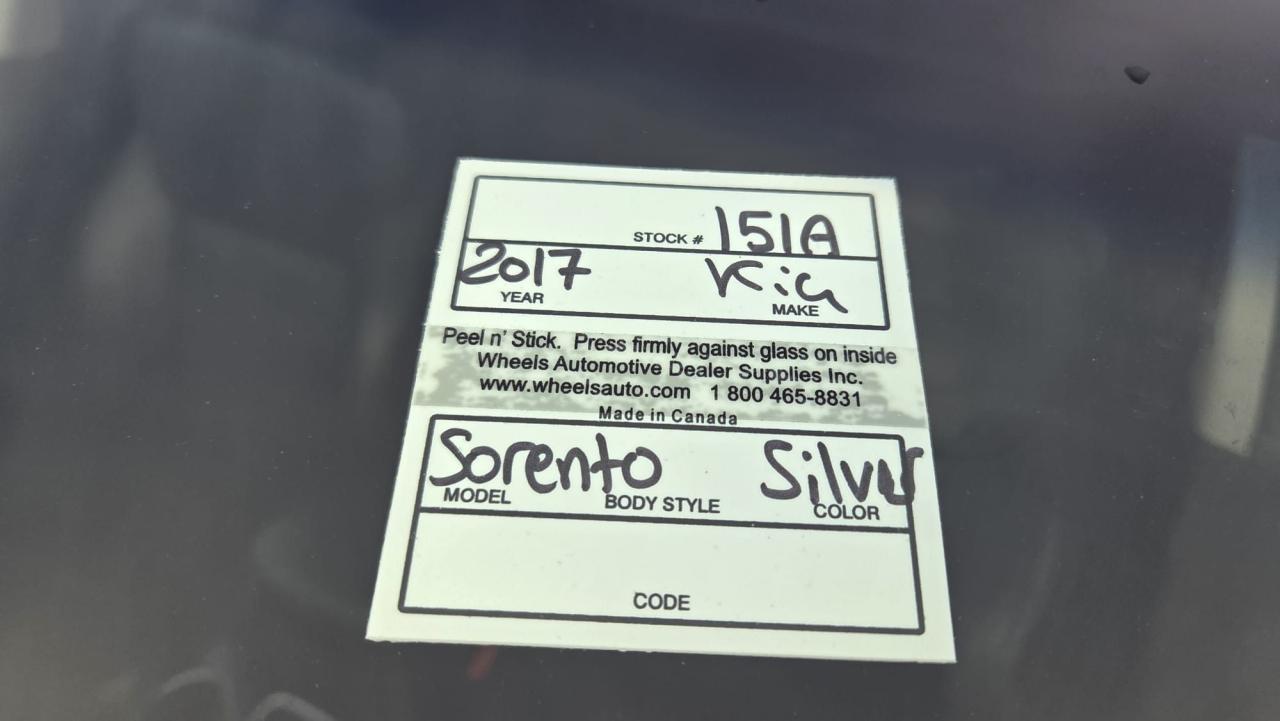 STOCK # 151A
2017 Kia
YEAR MAKE
Peel n' Stick. Press firmly against glass on inside
Wheels Automotive Dealer Supplies Inc.
www.wheelsauto.com 1 800 465-8831
Made in Canada
Sorento Silver
MODEL BODY STYLE COLOR
CODE